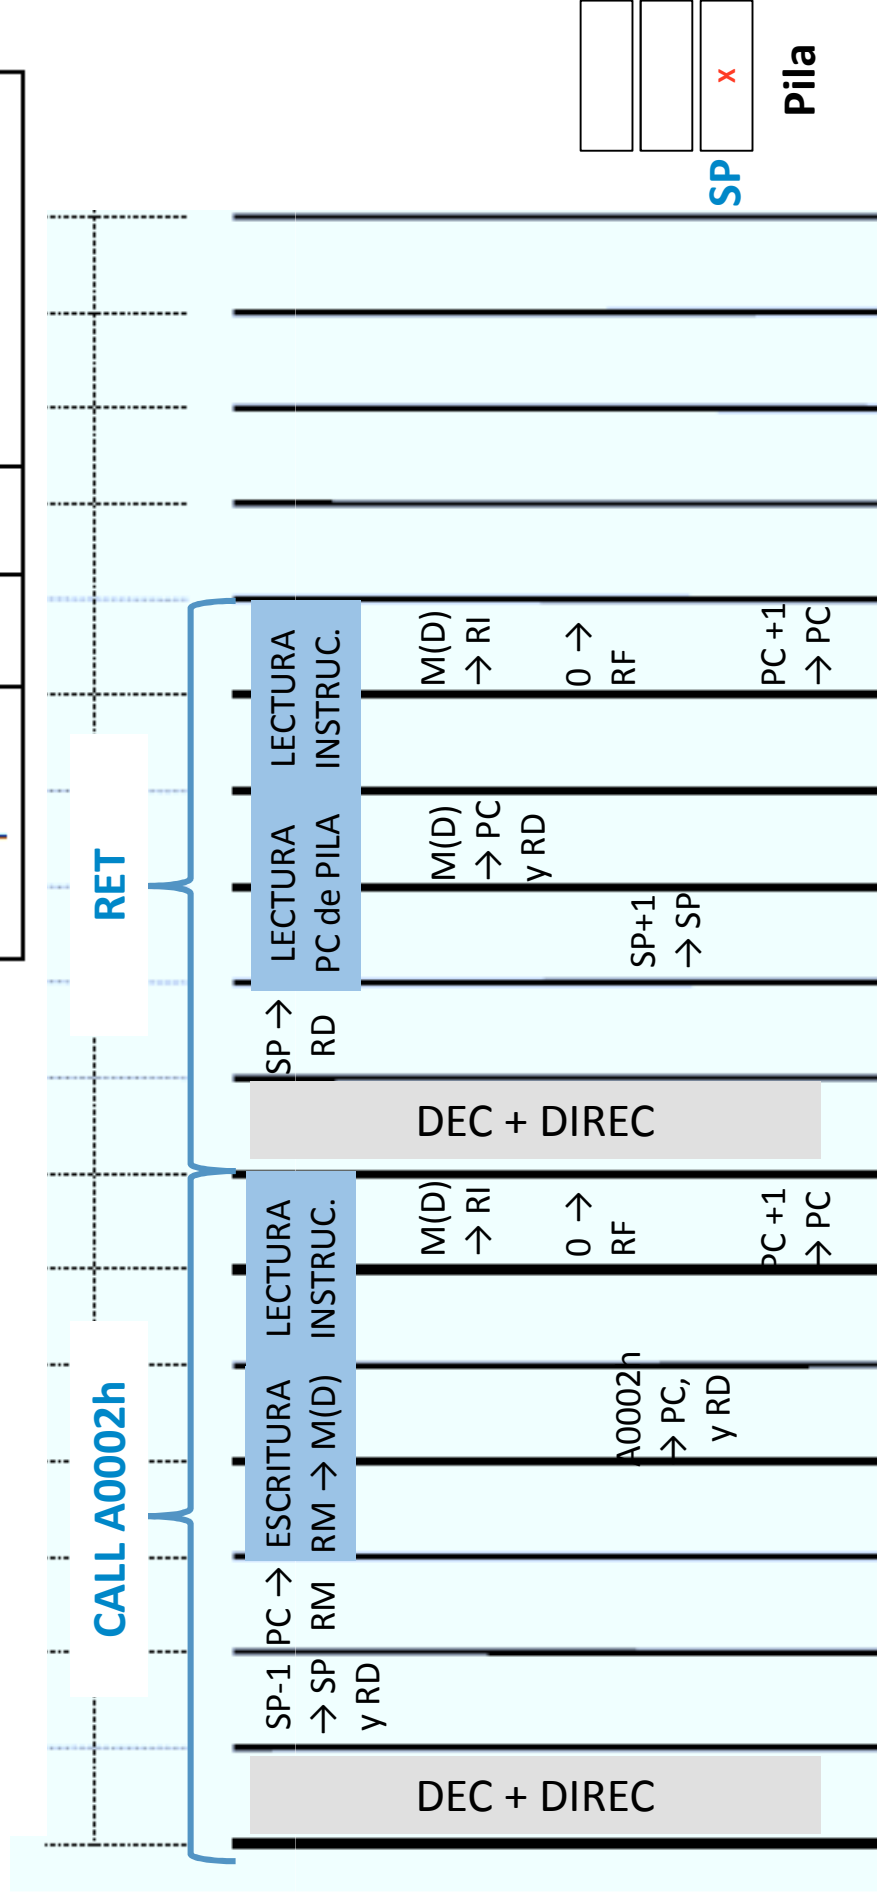 CALL A0002h
RET
DEC + DIREC
SP-1
→ SP
y RD
PC →
RM
ESCRITURA
RM → M(D)
A0002h
→ PC,
y RD
LECTURA
INSTRUC.
M(D)
→ RI
0 →
RF
PC +1
→ PC
DEC + DIREC
SP →
RD
LECTURA
PC de PILA
SP+1
→ SP
M(D)
→ PC
y RD
LECTURA
INSTRUC.
M(D)
→ RI
0 →
RF
PC +1
→ PC
SP
x
Pila